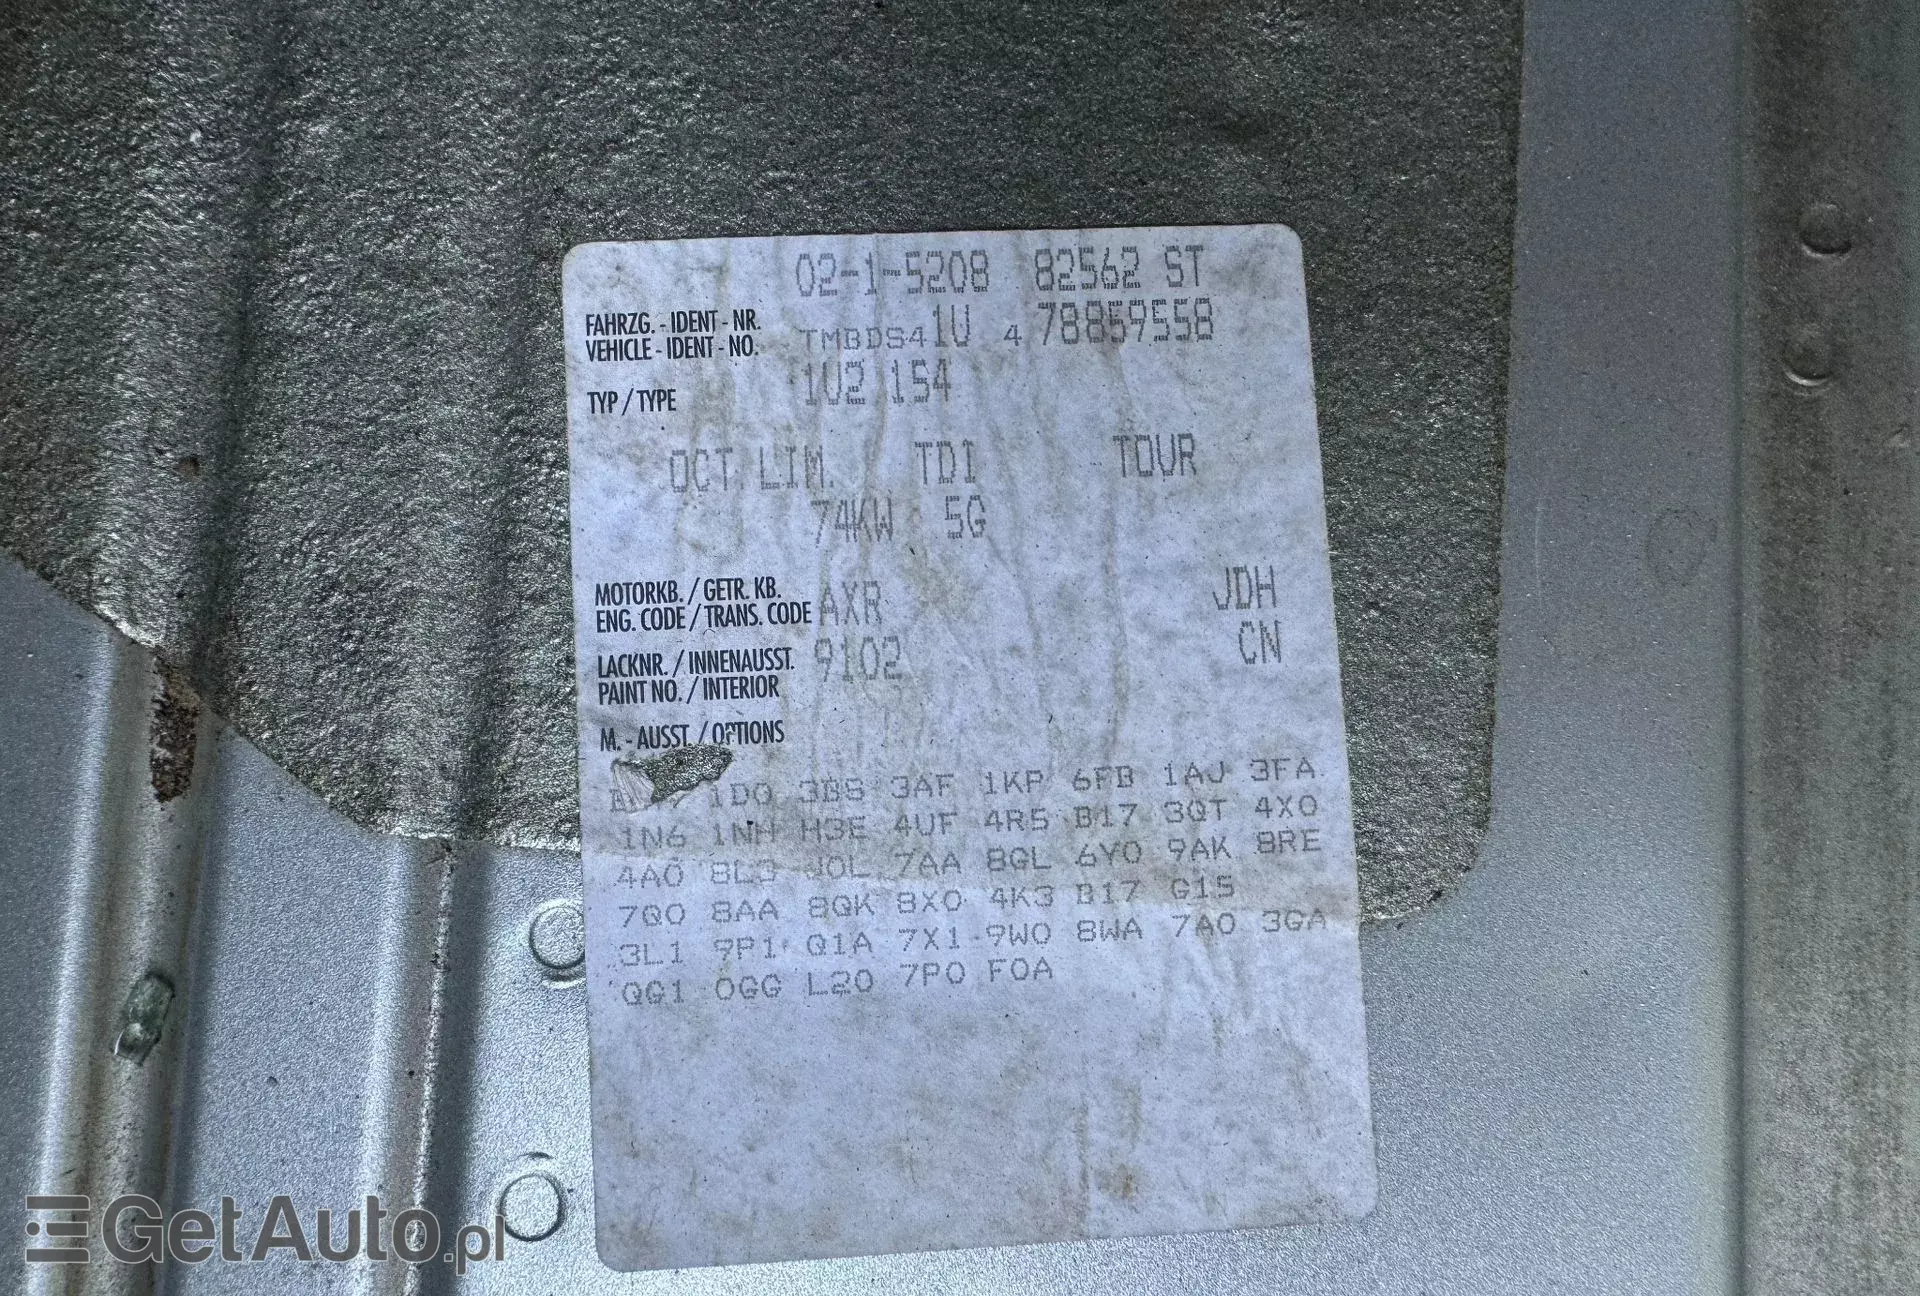 02-1-5208 82562 ST
FAHRZG. - IDENT - NR.
VEHICLE - IDENT - NO. TMBDS41U 4 78859558
TYP / TYPE 1U2 154
OCT.LIM. TDI TOUR
74KW 5G
MOTORKB. / GETR. KB.
ENG. CODE / TRANS. CODE AXR JDH
LACKNR. / INNENAUSST. 9102 CN
PAINT NO. / INTERIOR
M. - AUSST. / OPTIONS
1D0 3BS 3AF 1KP 6FB 1AJ 3FA
1N6 1NH H3E 4UF 4R5 B17 3QT 4X0
4A0 8L3 J0L 7AA 8GL 6Y0 9AK 8RE
7Q0 8AA 8QK 8X0 4K3 B17 G15
3L1 9P1 Q1A 7X1 9W0 8WA 7A0 3GA
QG1 0GG L20 7P0 F0A
GetAuto.pl